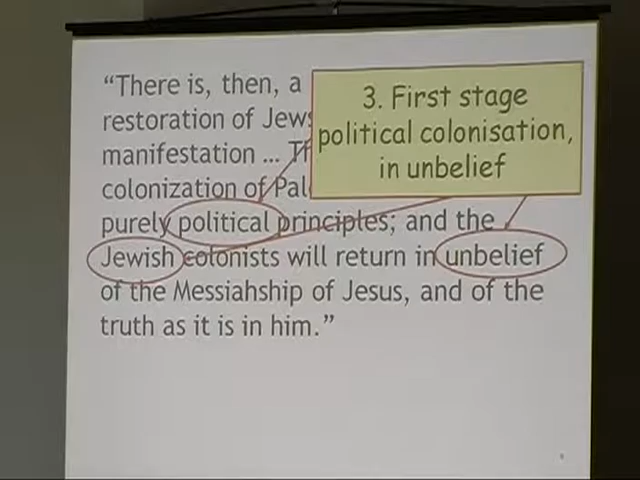 “There is, then, a
restoration of Jews
manifestation ...
colonization of
purely political principles; and the
Jewish colonists will return in unbelief
of the Messiahship of Jesus, and of the
truth as it is in him.”
3. First stage
political colonisation,
in unbelief